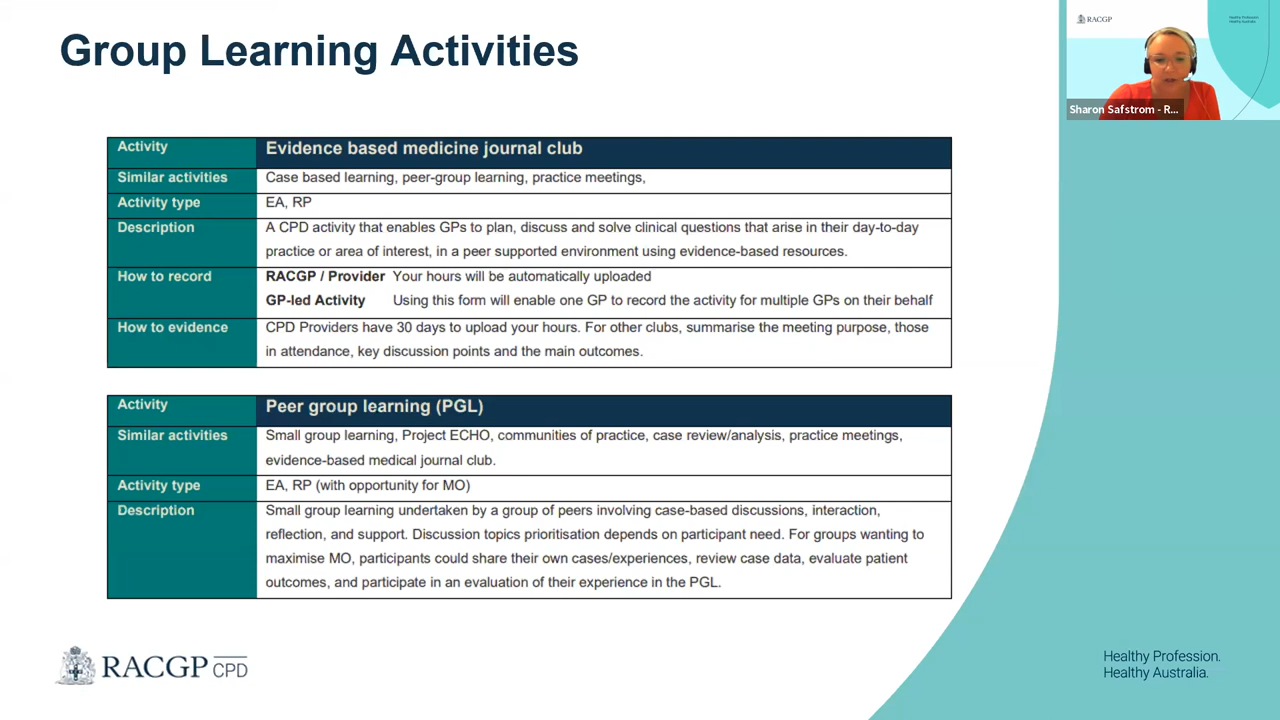 Group Learning Activities
RACGP
Healthy Profession.
Healthy Australia.
Sharon Safstrom - R...
Activity Evidence based medicine journal club
Similar activities Case based learning, peer-group learning, practice meetings,
Activity type EA, RP
Description A CPD activity that enables GPs to plan, discuss and solve clinical questions that arise in their day-to-day
practice or area of interest, in a peer supported environment using evidence-based resources.
How to record RACGP / Provider Your hours will be automatically uploaded
GP-led Activity Using this form will enable one GP to record the activity for multiple GPs on their behalf
How to evidence CPD Providers have 30 days to upload your hours. For other clubs, summarise the meeting purpose, those
in attendance, key discussion points and the main outcomes.
Activity Peer group learning (PGL)
Similar activities Small group learning, Project ECHO, communities of practice, case review/analysis, practice meetings,
evidence-based medical journal club.
Activity type EA, RP (with opportunity for MO)
Description Small group learning undertaken by a group of peers involving case-based discussions, interaction,
reflection, and support. Discussion topics prioritisation depends on participant need. For groups wanting to
maximise MO, participants could share their own cases/experiences, review case data, evaluate patient
outcomes, and participate in an evaluation of their experience in the PGL.
RACGP CPD
Healthy Profession.
Healthy Australia.